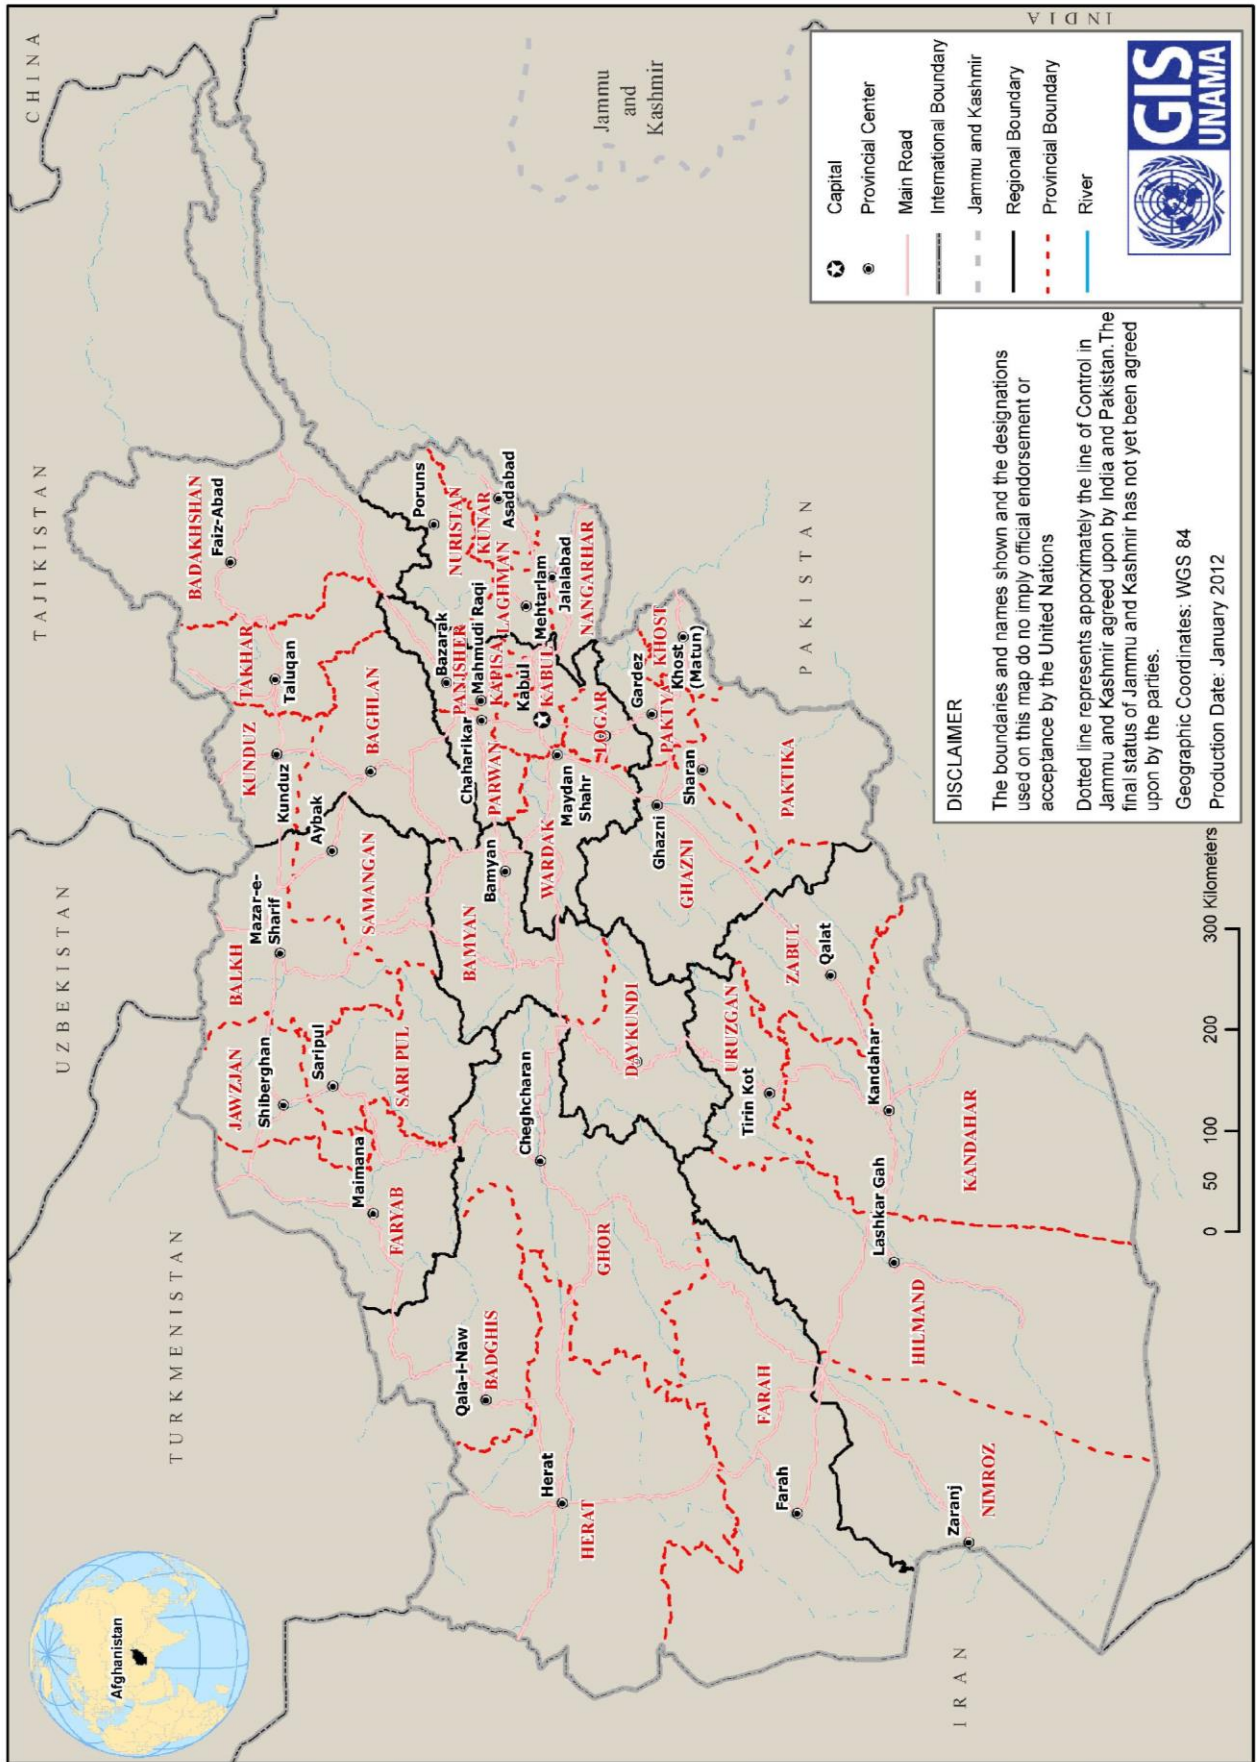 Afghanistan
TURKMENISTAN
UZBEKISTAN
TAJIKISTAN
CHINA
IRAN
PAKISTAN
INDIA
Jammu
and
Kashmir
BADAKHSHAN
Faiz-Abad
TAKHAR
Taluqan
KUNDUZ
Kunduz
BALKH
Mazar-e-
Sharif
JAWZJAN
Shiberghan
Saripul
SARI PUL
Maimana
FARYAB
Aybak
SAMANGAN
BAGHLAN
Poruns
NURISTAN
KUNAR
Asadabad
Bazarak
PANJSHER
Mahmudi Raqi
KAPISA
LAGHMAN
Mehtarlam
Jalalabad
NANGARHAR
Chaharikar
PARWAN
Kabul
KABUL
Bamyan
BAMYAN
Maydan
Shahr
WARDAK
LOGAR
Gardez
PAKTYA
KHOST
Khost
(Matun)
Sharan
PAKTIKA
Ghazni
GHAZNI
Qala-i-Naw
BADGHIS
Herat
HERAT
Cheghcharan
GHOR
DAYKUNDI
URUZGAN
Tirin Kot
ZABUL
Qalat
Kandahar
KANDAHAR
Lashkar Gah
HILMAND
FARAH
Farah
Zaranj
NIMROZ
0 50 100 200 300 Kilometers
DISCLAIMER
The boundaries and names shown and the designations
used on this map do no imply official endorsement or
acceptance by the United Nations
Dotted line represents apporximately the line of Control in
Jammu and Kashmir agreed upon by India and Pakistan.The
final status of Jammu and Kashmir has not yet been agreed
upon by the parties.
Geographic Coordinates: WGS 84
Production Date: January 2012
Capital
Provincial Center
Main Road
International Boundary
Jammu and Kashmir
Regional Boundary
Provincial Boundary
River
GIS
UNAMA